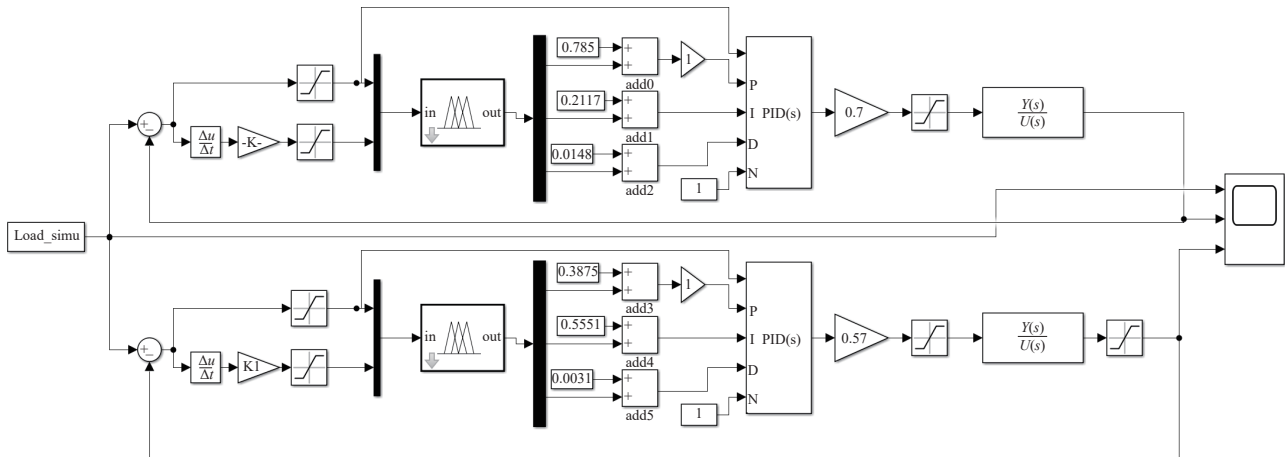 0.785
+
+
add0
1
+
−
Δu
Δt
-K-
in
out
0.2117
+
+
add1
0.0148
+
+
add2
1
P
I
PID(s)
D
N
0.7
Y(s)
U(s)
Load_simu
0.3875
+
+
add3
1
+
−
Δu
Δt
K1
in
out
0.5551
+
+
add4
0.0031
+
+
add5
1
P
I
PID(s)
D
N
0.57
Y(s)
U(s)